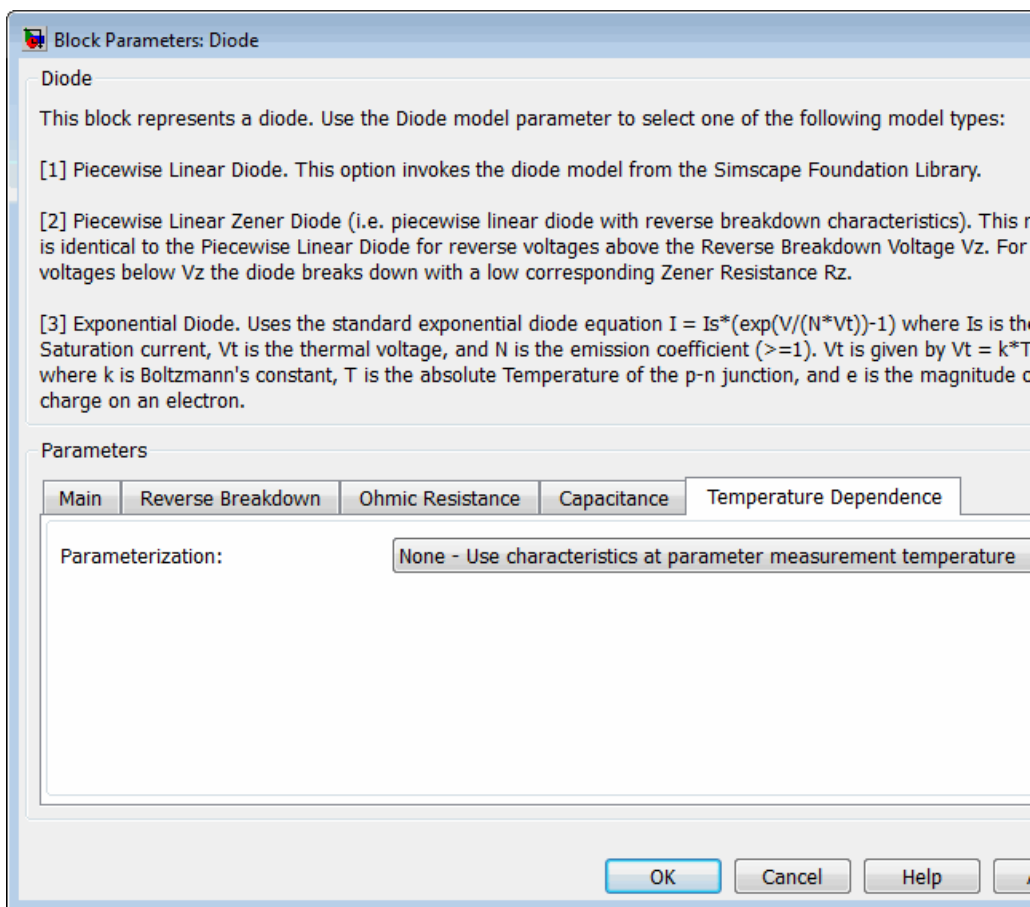 Block Parameters: Diode
Diode
This block represents a diode. Use the Diode model parameter to select one of the following model types:
[1] Piecewise Linear Diode. This option invokes the diode model from the Simscape Foundation Library.
[2] Piecewise Linear Zener Diode (i.e. piecewise linear diode with reverse breakdown characteristics). This
is identical to the Piecewise Linear Diode for reverse voltages above the Reverse Breakdown Voltage Vz. For
voltages below Vz the diode breaks down with a low corresponding Zener Resistance Rz.
[3] Exponential Diode. Uses the standard exponential diode equation I = Is*(exp(V/(N*Vt))-1) where Is is the
Saturation current, Vt is the thermal voltage, and N is the emission coefficient (>=1). Vt is given by Vt = k*T
where k is Boltzmann's constant, T is the absolute Temperature of the p-n junction, and e is the magnitude
charge on an electron.
Parameters
Main Reverse Breakdown Ohmic Resistance Capacitance Temperature Dependence
Parameterization: None - Use characteristics at parameter measurement temperature
OK Cancel Help